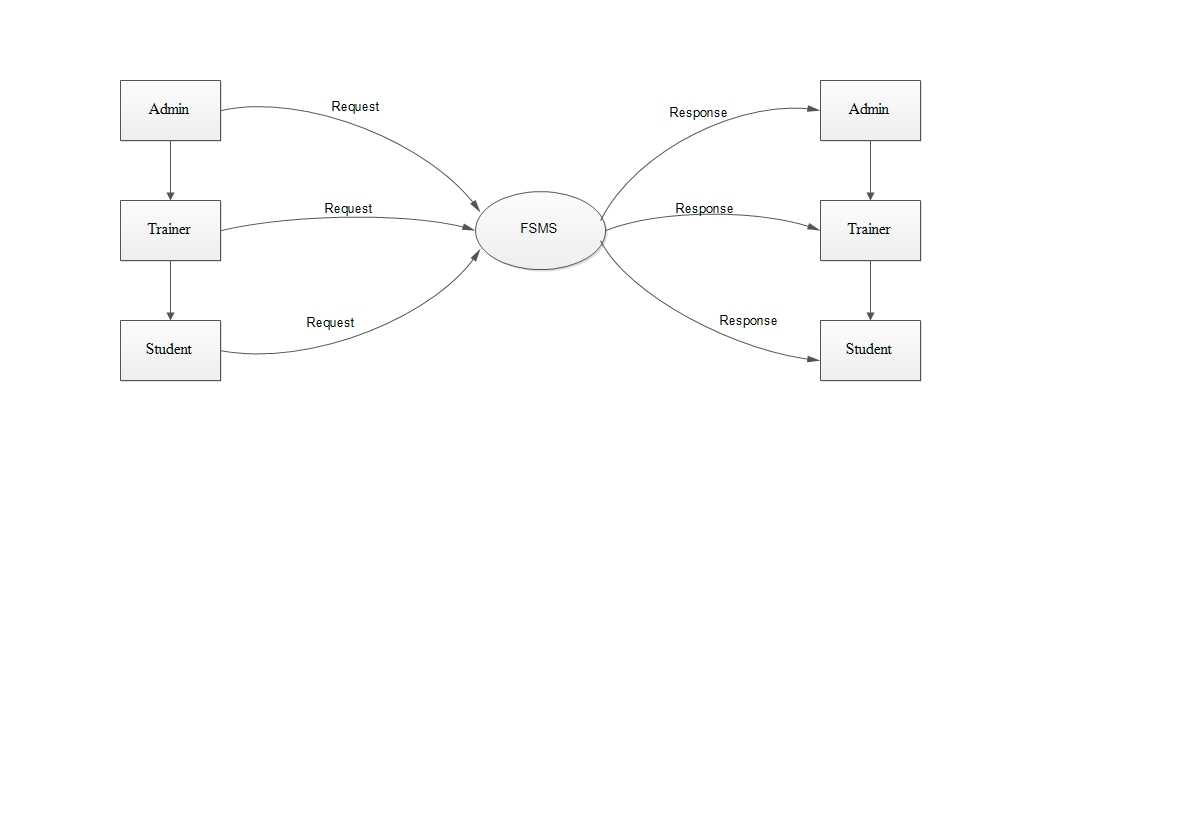 Admin
Request
Response
Admin
Trainer
Request
FSMS
Response
Trainer
Student
Request
Response
Student